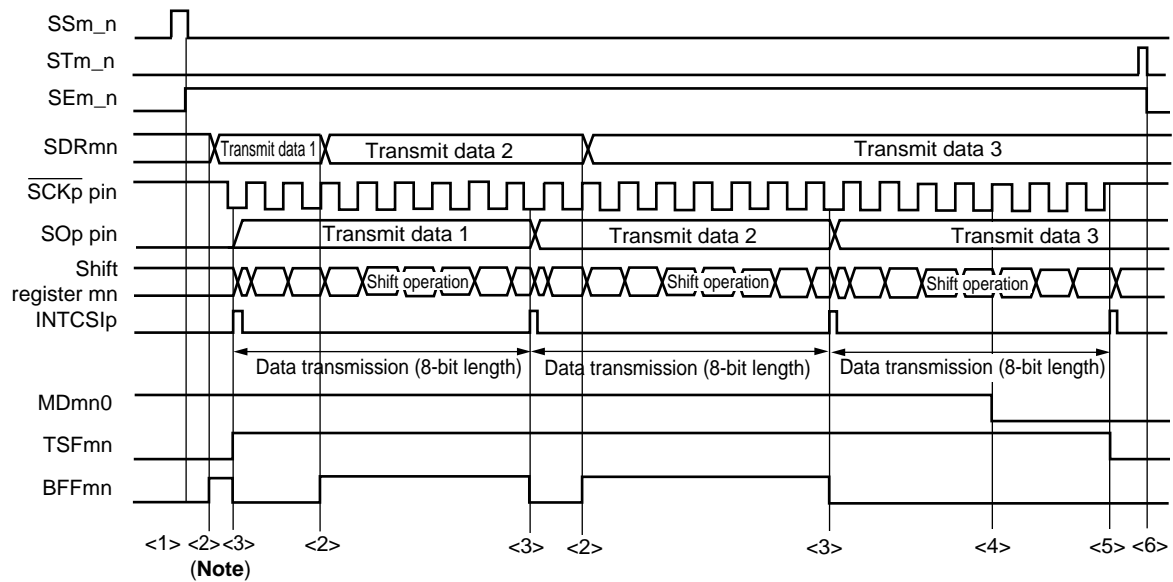 SSm_n
STm_n
SEm_n
SDRmn Transmit data 1 Transmit data 2 Transmit data 3
SCKp pin
SOp pin Transmit data 1 Transmit data 2 Transmit data 3
Shift
register mn Shift operation Shift operation Shift operation
INTCSIp
Data transmission (8-bit length) Data transmission (8-bit length) Data transmission (8-bit length)
MDmn0
TSFmn
BFFmn
<1> <2> <3> <2> <3> <2> <3> <4> <5> <6>
(Note)